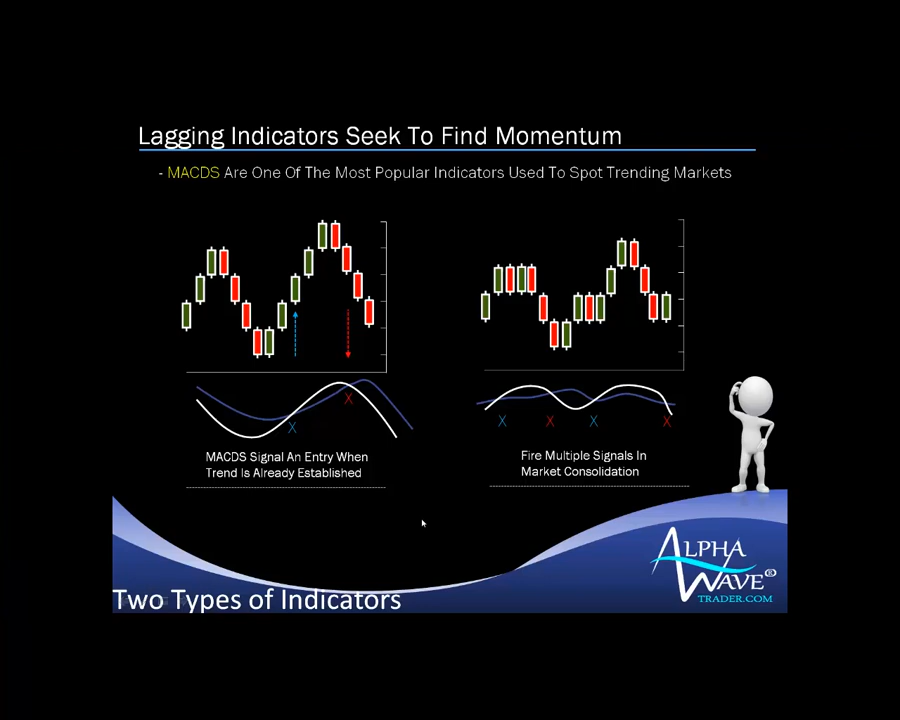 Lagging Indicators Seek To Find Momentum
- MACDS Are One Of The Most Popular Indicators Used To Spot Trending Markets
X
X
MACDS Signal An Entry When
Trend Is Already Established
X
X
X
X
Fire Multiple Signals In
Market Consolidation
ALPHA
WAVE®
TRADER.COM
Two Types of Indicators